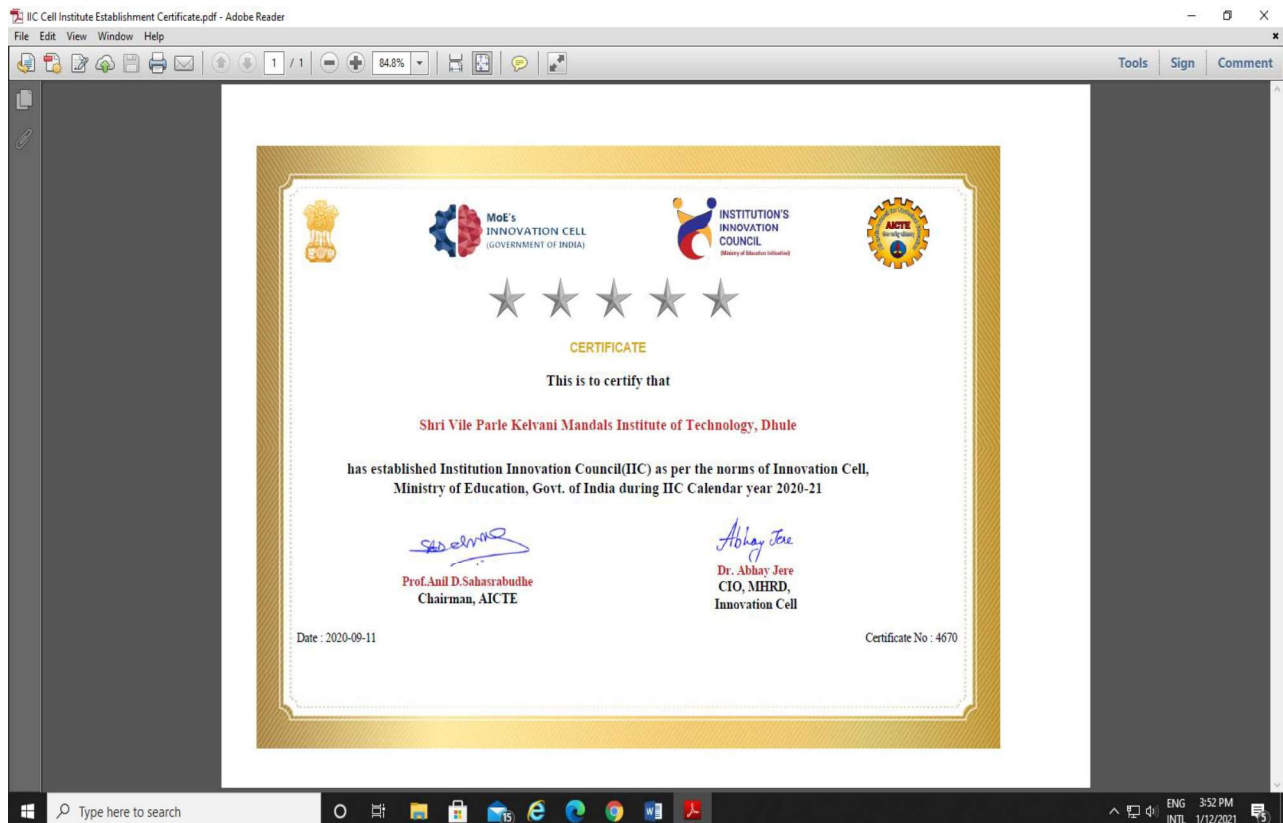 IIC Cell Institute Establishment Certificate.pdf - Adobe Reader
File Edit View Window Help
1 / 1 84.8% Tools Sign Comment
MoE's
INNOVATION CELL
(GOVERNMENT OF INDIA)
INSTITUTION'S
INNOVATION
COUNCIL
(Ministry of Education Initiative)
AICTE
CERTIFICATE
This is to certify that
Shri Vile Parle Kelvani Mandals Institute of Technology, Dhule
has established Institution Innovation Council(IIC) as per the norms of Innovation Cell,
Ministry of Education, Govt. of India during IIC Calendar year 2020-21
Abhay Jere
Prof.Anil D.Sahasrabudhe
Chairman, AICTE
Dr. Abhay Jere
CIO, MHRD,
Innovation Cell
Date : 2020-09-11
Certificate No : 4670
Type here to search
15
ENG 3:52 PM
INTL 1/12/2021
5